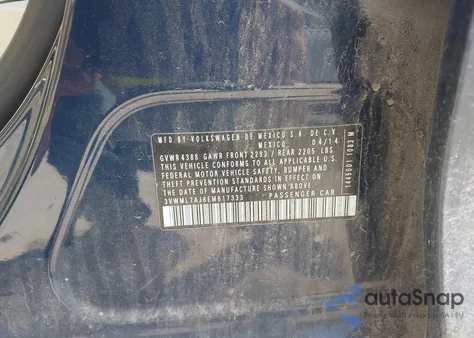 MFD BY-VOLKSWAGEN DE MEXICO S.A. DE C.V.
MEXICO 04/14
GVWR4388 GAWR FRONT 2293 / REAR 2205 LBS.
THIS VEHICLE CONFORMS TO ALL APPLICABLE
FEDERAL MOTOR VEHICLE SAFETY, BUMPER AND
THEFT PREVENTION STANDARDS IN EFFECT ON
THE DATE OF MANUFACTURE SHOWN ABOVE.
3VWML7AJ6EM617333 PASSENGER CAR
autoSnap